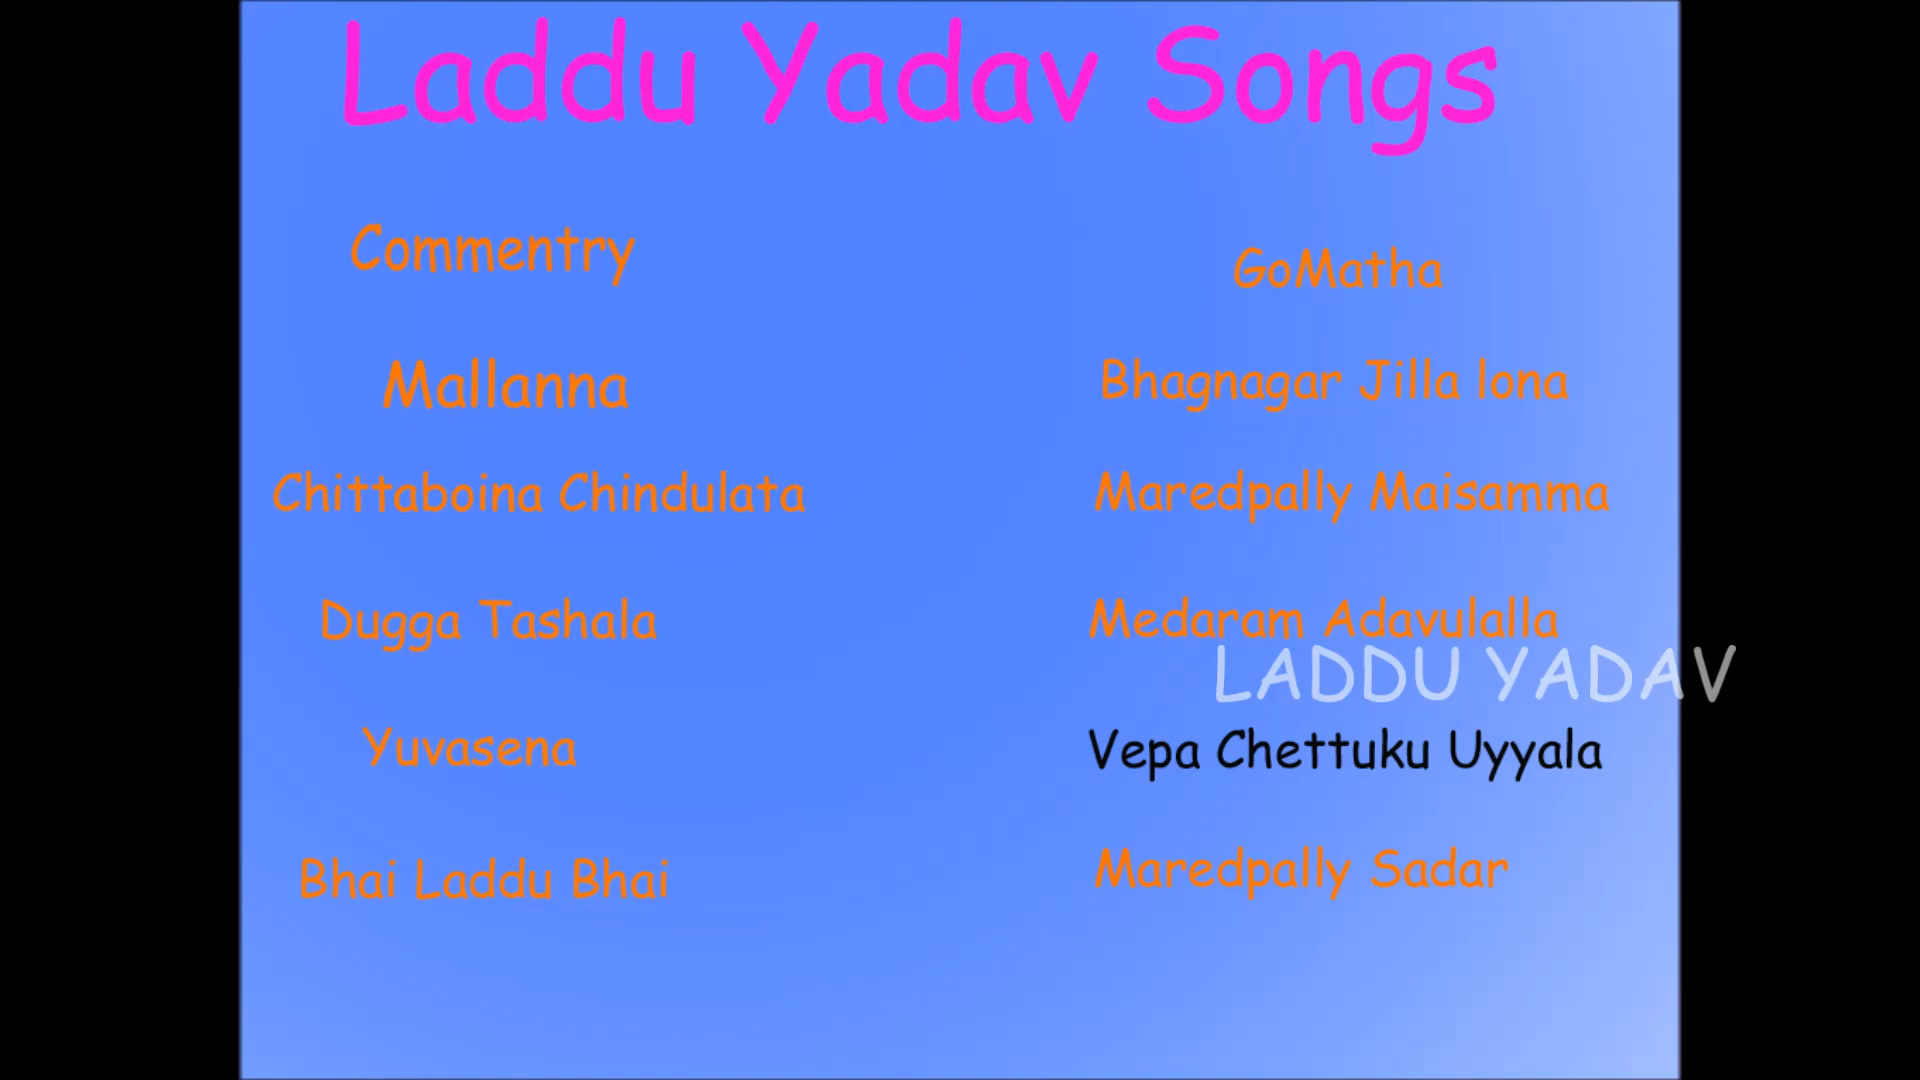 Laddu Yadav Songs
Commentry
Mallanna
Chittaboina Chindulata
Dugga Tashala
Yuvasena
Bhai Laddu Bhai
GoMatha
Bhagnagar Jilla lona
Maredpally Maisamma
Medaram Adavulalla
LADDU YADAV
Vepa Chettuku Uyyala
Maredpally Sadar